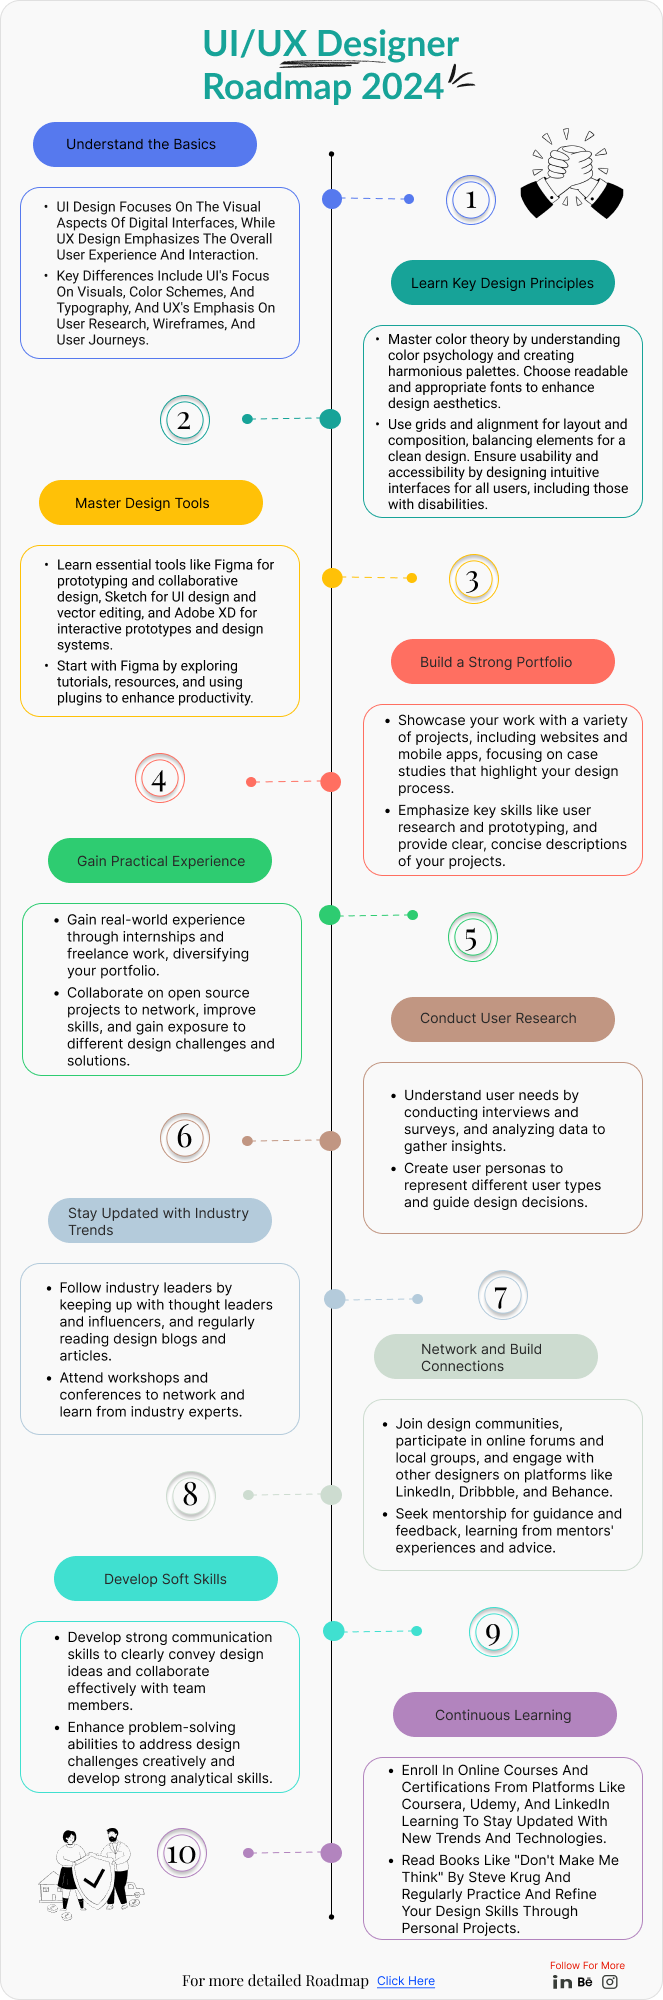 UI/UX Designer
Roadmap 2024
Understand the Basics
1
• UI Design Focuses On The Visual
Aspects Of Digital Interfaces, While
UX Design Emphasizes The Overall
User Experience And Interaction.
• Key Differences Include UI's Focus
On Visuals, Color Schemes, And
Typography, And UX's Emphasis On
User Research, Wireframes, And
User Journeys.
Learn Key Design Principles
2
• Master color theory by understanding
color psychology and creating
harmonious palettes. Choose readable
and appropriate fonts to enhance
design aesthetics.
• Use grids and alignment for layout and
composition, balancing elements for a
clean design. Ensure usability and
accessibility by designing intuitive
interfaces for all users, including those
with disabilities.
Master Design Tools
3
• Learn essential tools like Figma for
prototyping and collaborative
design, Sketch for UI design and
vector editing, and Adobe XD for
interactive prototypes and design
systems.
• Start with Figma by exploring
tutorials, resources, and using
plugins to enhance productivity.
Build a Strong Portfolio
4
• Showcase your work with a variety
of projects, including websites and
mobile apps, focusing on case
studies that highlight your design
process.
• Emphasize key skills like user
research and prototyping, and
provide clear, concise descriptions
of your projects.
Gain Practical Experience
5
• Gain real-world experience
through internships and
freelance work, diversifying
your portfolio.
• Collaborate on open source
projects to network, improve
skills, and gain exposure to
different design challenges and
solutions.
Conduct User Research
6
• Understand user needs by
conducting interviews and
surveys, and analyzing data to
gather insights.
• Create user personas to
represent different user types
and guide design decisions.
Stay Updated with Industry
Trends
7
• Follow industry leaders by
keeping up with thought leaders
and influencers, and regularly
reading design blogs and
articles.
• Attend workshops and
conferences to network and
learn from industry experts.
Network and Build
Connections
8
• Join design communities,
participate in online forums and
local groups, and engage with
other designers on platforms like
LinkedIn, Dribbble, and Behance.
• Seek mentorship for guidance and
feedback, learning from mentors'
experiences and advice.
Develop Soft Skills
9
• Develop strong communication
skills to clearly convey design
ideas and collaborate
effectively with team
members.
• Enhance problem-solving
abilities to address design
challenges creatively and
develop strong analytical skills.
Continuous Learning
10
• Enroll In Online Courses And
Certifications From Platforms Like
Coursera, Udemy, And LinkedIn
Learning To Stay Updated With
New Trends And Technologies.
• Read Books Like "Don't Make Me
Think" By Steve Krug And
Regularly Practice And Refine
Your Design Skills Through
Personal Projects.
Follow For More
in Bē
For more detailed Roadmap Click Here